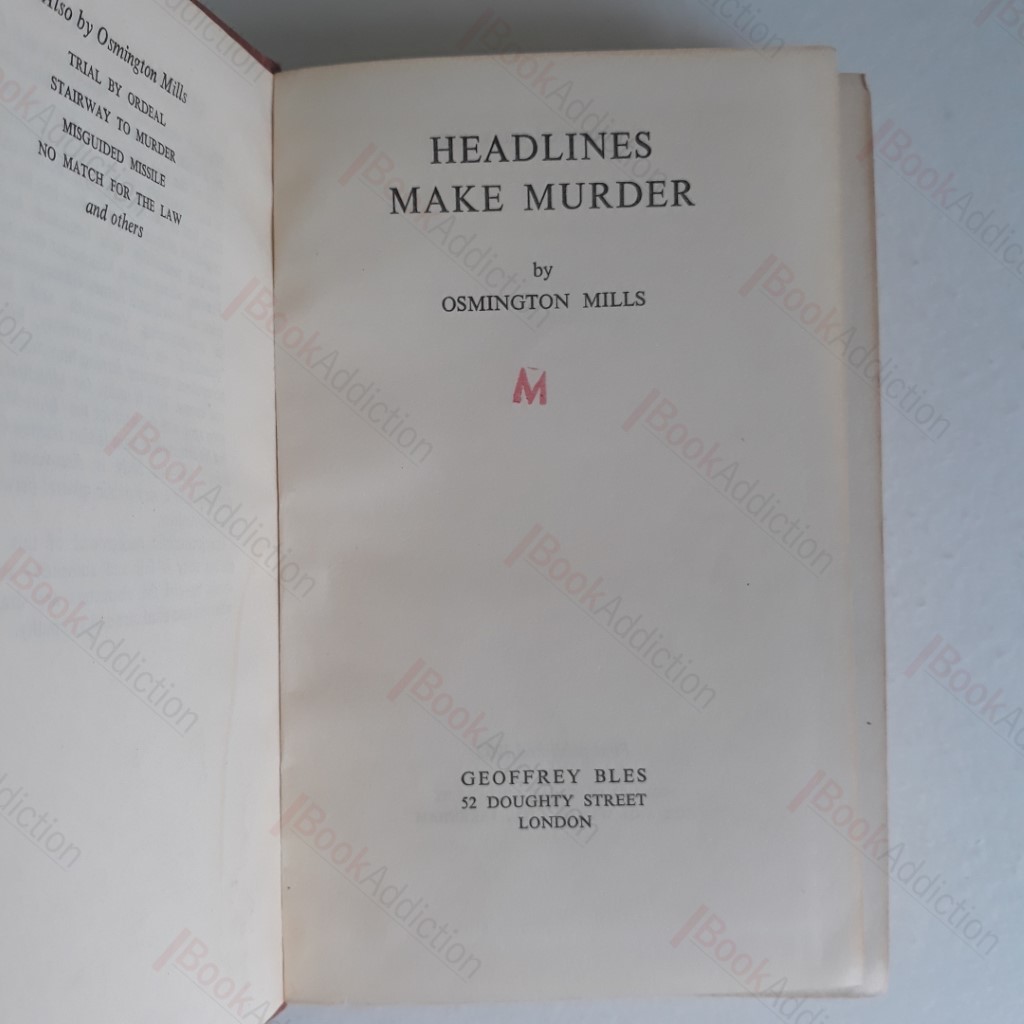 Also by Osmington Mills
TRIAL BY ORDEAL
STAIRWAY TO MURDER
MISGUIDED MISSILE
NO MATCH FOR THE LAW
and others
HEADLINES
MAKE MURDER
by
OSMINGTON MILLS
M
GEOFFREY BLES
52 DOUGHTY STREET
LONDON
BookAddiction